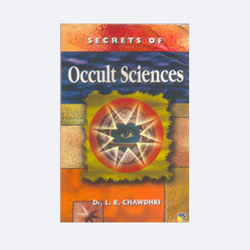 SECRETS OF
Occult Sciences
Dr. L. R. CHAWDHRI